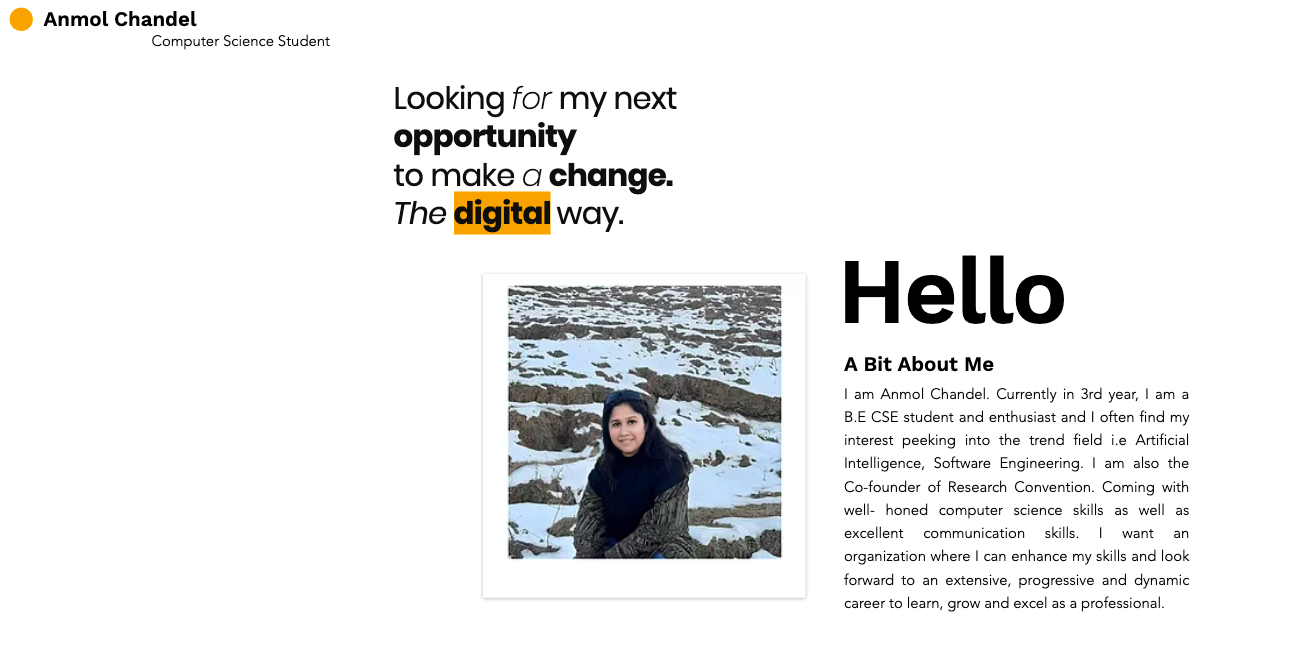 Anmol Chandel
Computer Science Student
Looking for my next
opportunity
to make a change.
The digital way.
Hello
A Bit About Me
I am Anmol Chandel. Currently in 3rd year, I am a
B.E CSE student and enthusiast and I often find my
interest peeking into the trend field i.e Artificial
Intelligence, Software Engineering. I am also the
Co-founder of Research Convention. Coming with
well- honed computer science skills as well as
excellent communication skills. I want an
organization where I can enhance my skills and look
forward to an extensive, progressive and dynamic
career to learn, grow and excel as a professional.